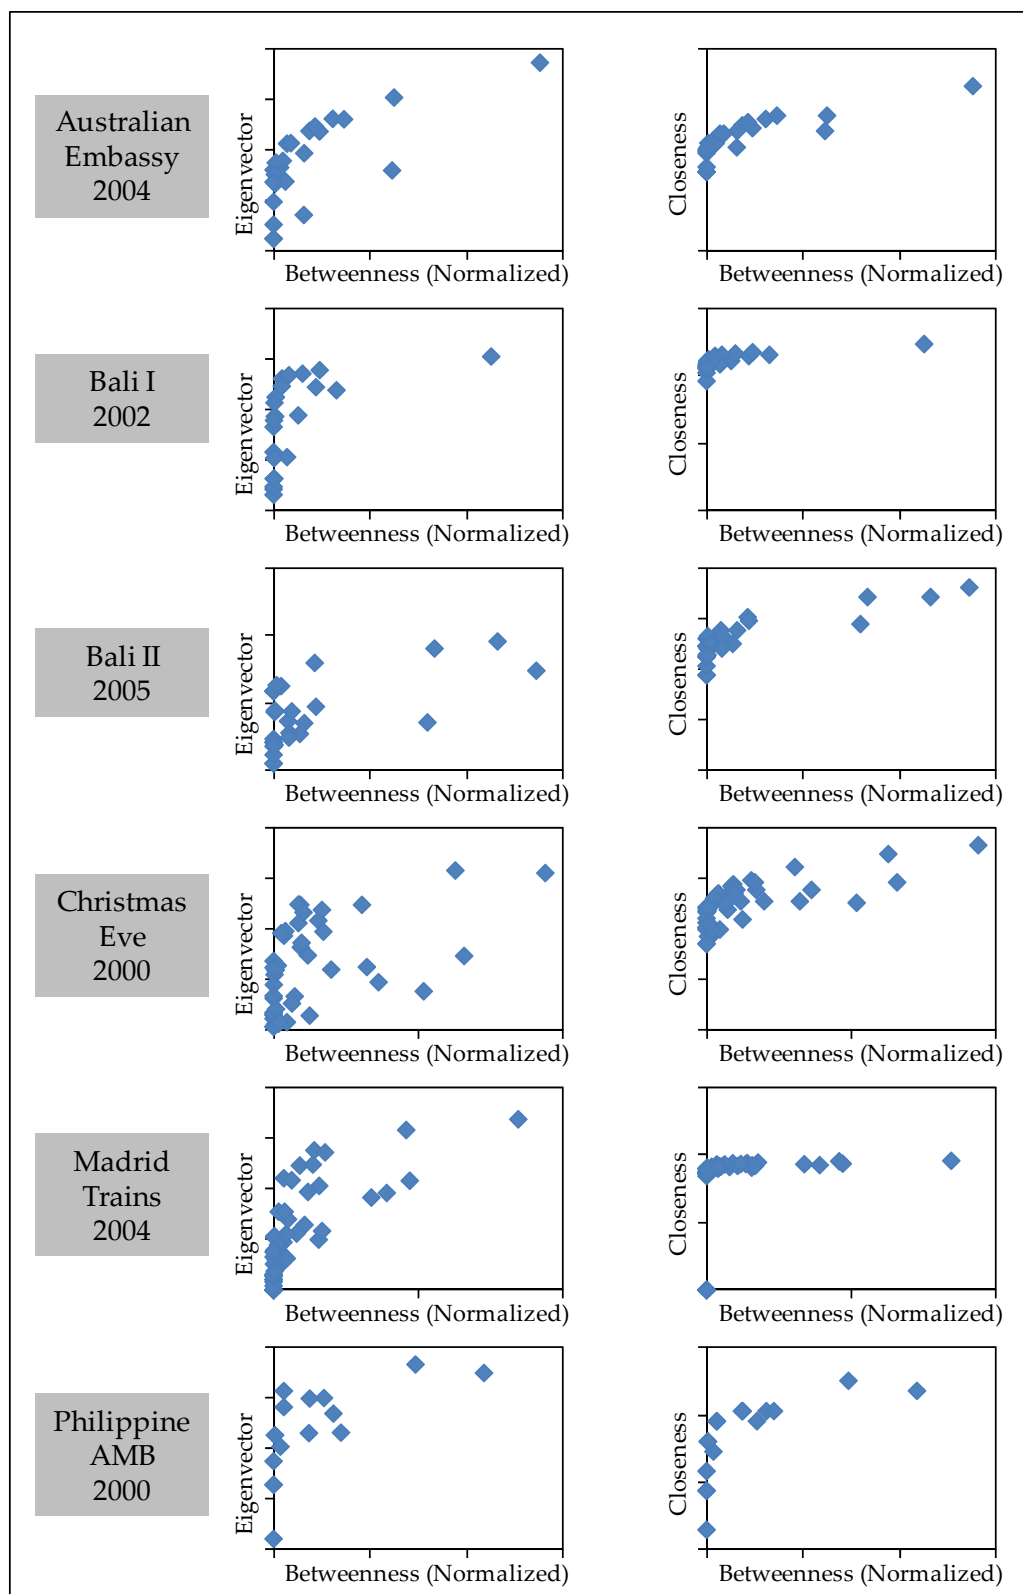 Australian
Embassy
2004
Eigenvector
Betweenness (Normalized)
Closeness
Betweenness (Normalized)
Bali I
2002
Eigenvector
Betweenness (Normalized)
Closeness
Betweenness (Normalized)
Bali II
2005
Eigenvector
Betweenness (Normalized)
Closeness
Betweenness (Normalized)
Christmas
Eve
2000
Eigenvector
Betweenness (Normalized)
Closeness
Betweenness (Normalized)
Madrid
Trains
2004
Eigenvector
Betweenness (Normalized)
Closeness
Betweenness (Normalized)
Philippine
AMB
2000
Eigenvector
Betweenness (Normalized)
Closeness
Betweenness (Normalized)